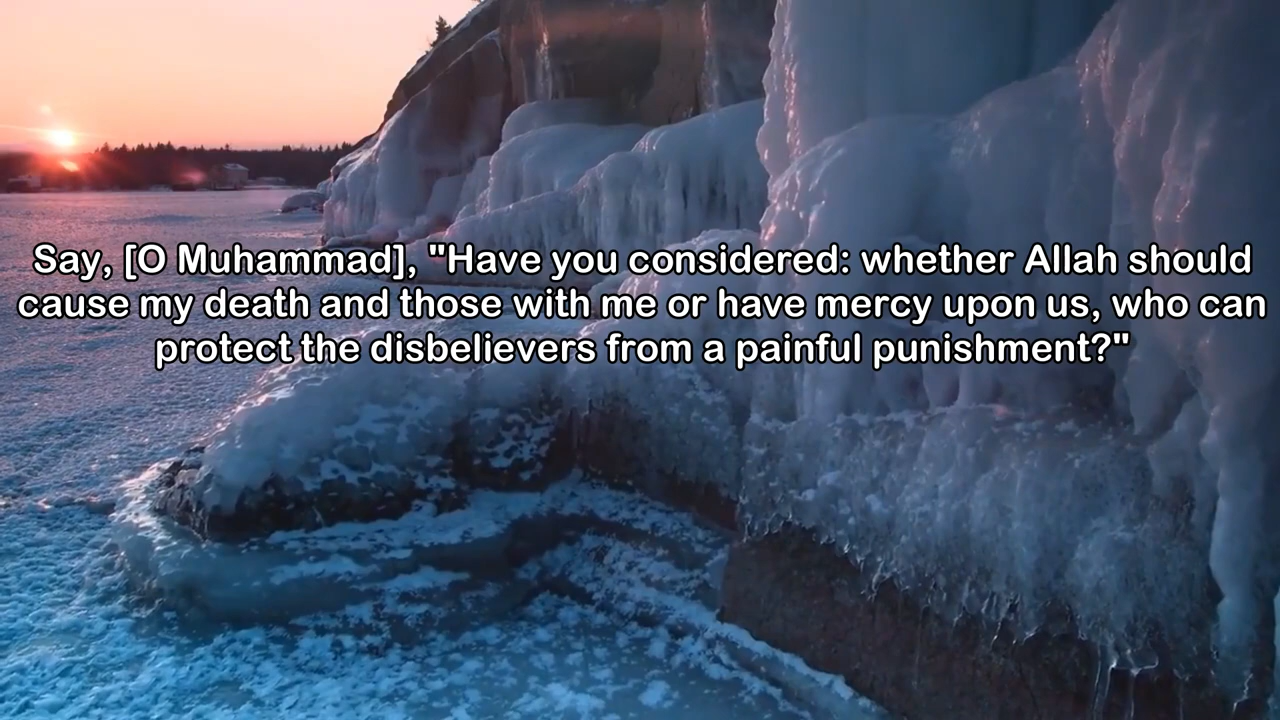 Say, [O Muhammad], "Have you considered: whether Allah should
cause my death and those with me or have mercy upon us, who can
protect the disbelievers from a painful punishment?"